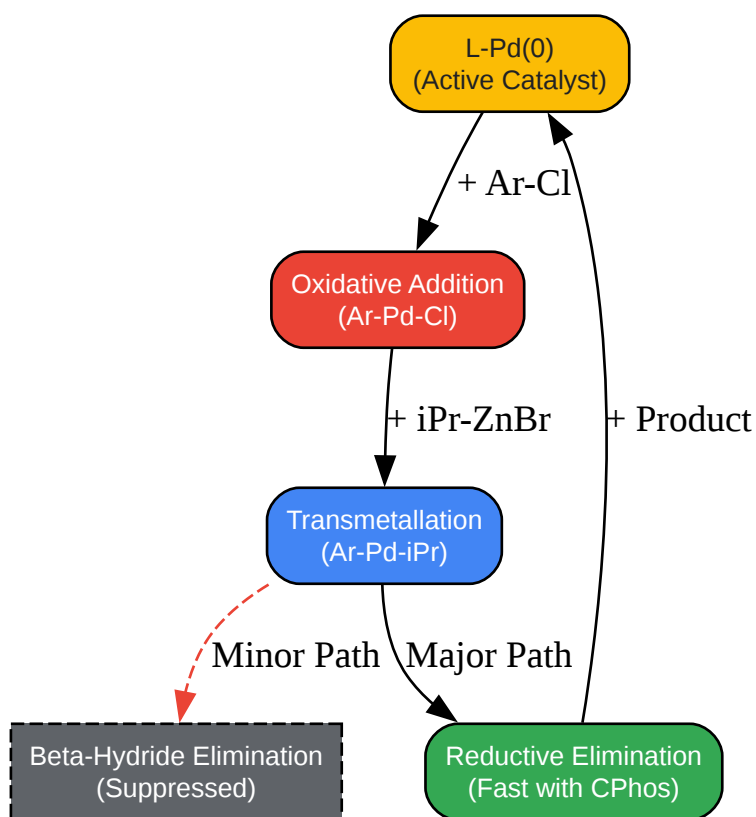 L-Pd(0)
(Active Catalyst)
+ Ar-Cl
Oxidative Addition
(Ar-Pd-Cl)
+ iPr-ZnBr
+ Product
Transmetallation
(Ar-Pd-iPr)
Minor Path
Major Path
Beta-Hydride Elimination
(Suppressed)
Reductive Elimination
(Fast with CPhos)